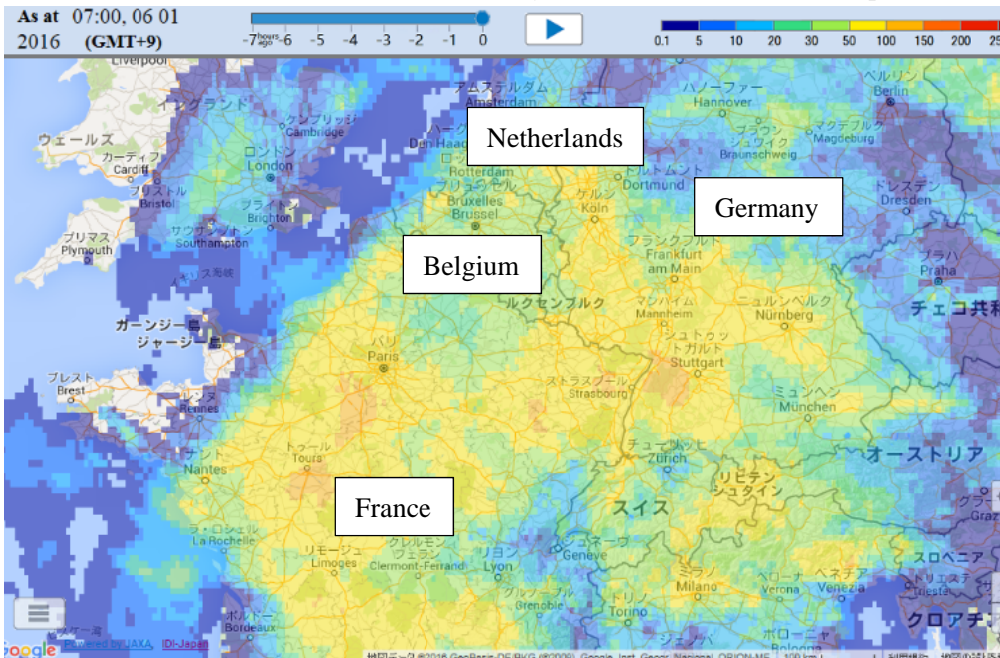 As at 07:00, 06 01
2016 (GMT+9)
-7 hours ago -6 -5 -4 -3 -2 -1 0
0.1 5 10 20 30 50 100 150 200 25
Liverpool
イングランド
ウェールズ
カーディフ
Cardiff
ブリストル
Bristol
ケンブリッジ
Cambridge
ロンドン
London
ブライトン
Brighton
サウサンプトン
Southampton
プリマス
Plymouth
イギリス海峡
ガーンジー島
ジャージー島
ブレスト
Brest
レンヌ
Rennes
ナント
Nantes
ラ・ロシェル
La Rochelle
ボルドー
Bordeaux
アムステルダム
Amsterdam
Den Haag
Rotterdam
Netherlands
ブリュッセル
Bruxelles
Brussel
Belgium
ルクセンブルク
パリ
Paris
トゥール
Tours
France
リモージュ
Limoges
クレルモン
フェラン
Clermont-Ferrand
リヨン
Lyon
グルノーブル
Grenoble
ハノーファー
Hannover
ベルリン
Berlin
ブラウン
シュヴァイク
Braunschweig
マクデブルク
Magdeburg
ドルトムント
Dortmund
ケルン
Köln
Germany
ドレスデン
Dresden
フランクフルト
Frankfurt
am Main
マンハイム
Mannheim
ニュルンベルク
Nürnberg
シュトゥッ
トガルト
Stuttgart
ストラスブール
Strasbourg
ミュンヘン
München
プラハ
Praha
チェコ共和
チューリッヒ
Zürich
リヒテン
シュタイン
スイス
オーストリア
ジュネーヴ
Genève
グラー
Graz
スロベニア
トリエステ
Trieste
クロアチ
ミラノ
Milano
トリノ
Torino
ベローナ
Verona
ベネチア
Venezia
ジェノバ
ボローニャ
Bologna
Google
Powered by JAXA, IDI-Japan